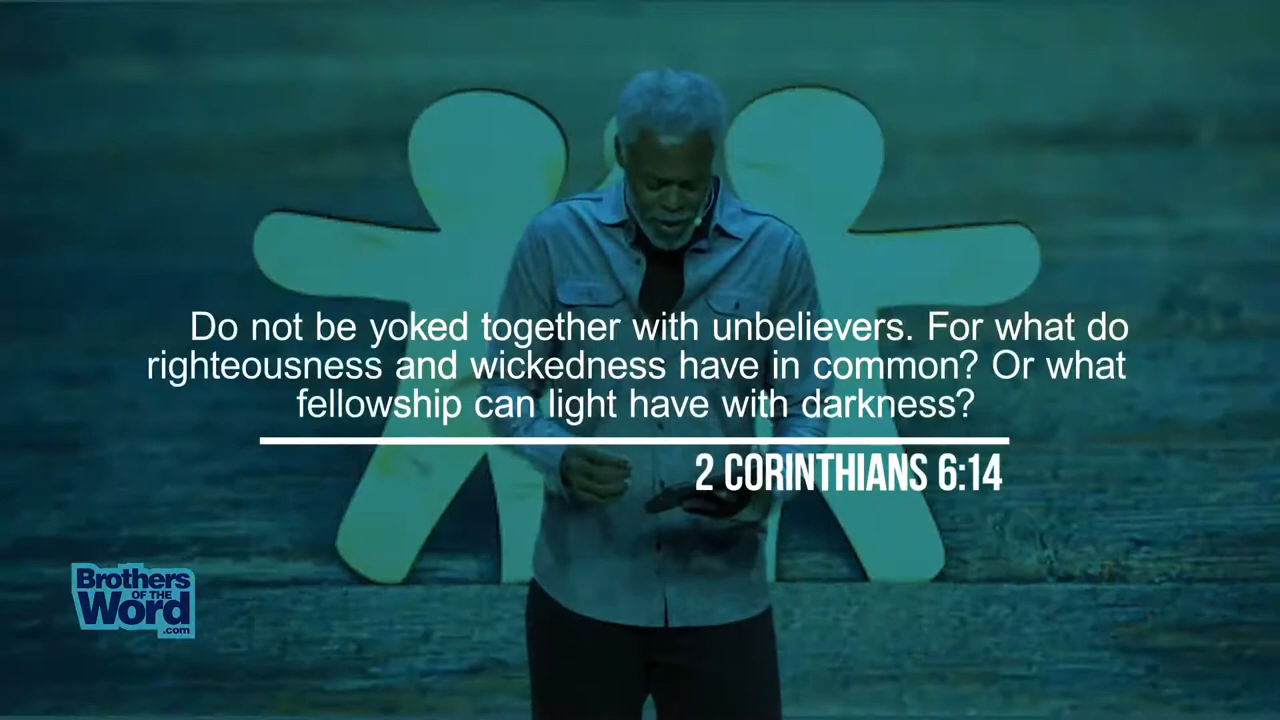 Do not be yoked together with unbelievers. For what do
righteousness and wickedness have in common? Or what
fellowship can light have with darkness?
2 CORINTHIANS 6:14
Brothers
OF THE
Word
.com